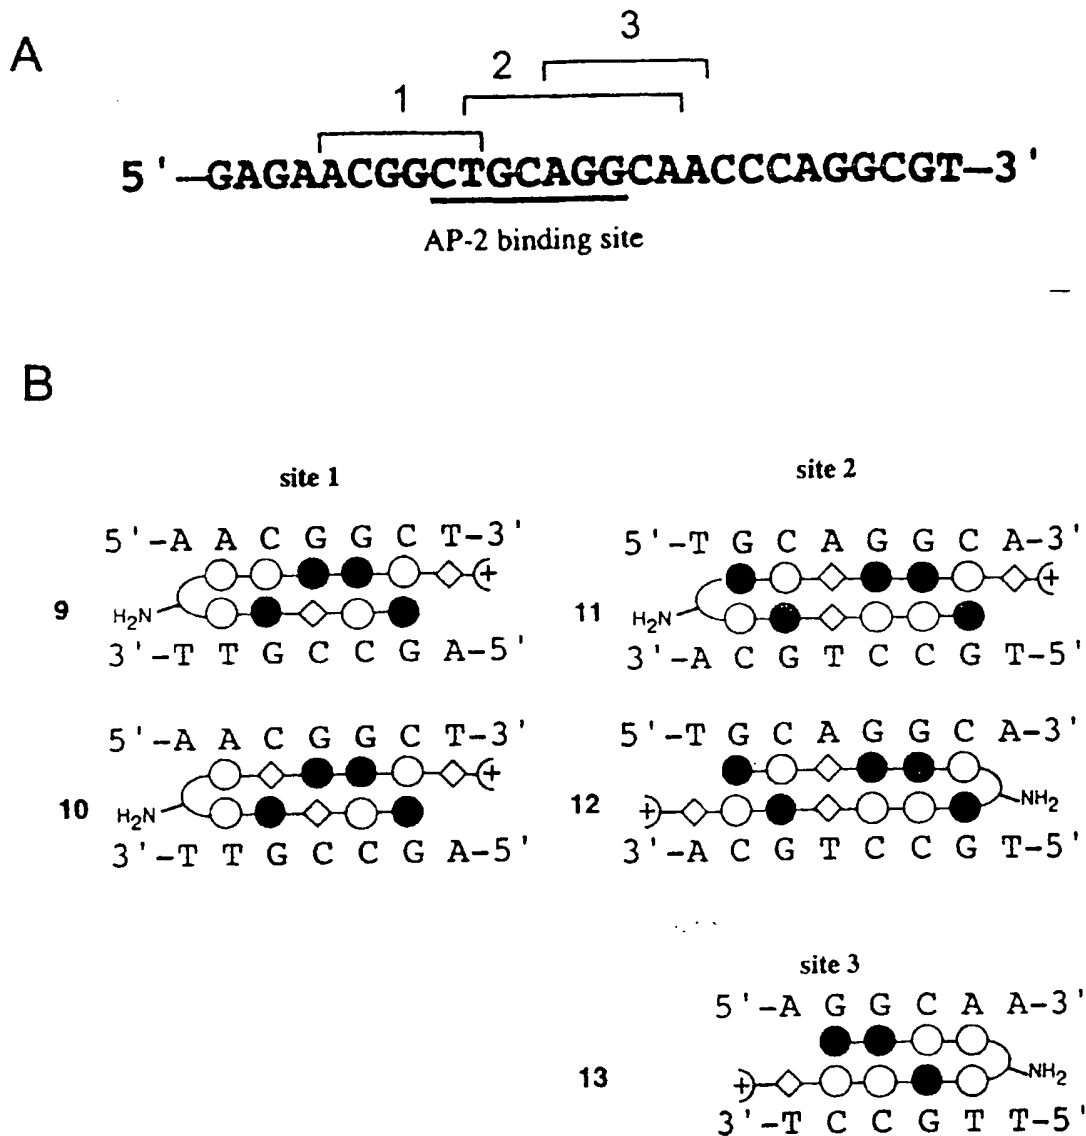 A
3
2
1
5'-GAGAACGGCTGCAGGCAACCCAGGCGT-3'
AP-2 binding site
B
site 1
5'-A A C G G C T-3'
+
9
H2N
3'-T T G C C G A-5'
5'-A A C G G C T-3'
+
10
H2N
3'-T T G C C G A-5'
site 2
5'-T G C A G G C A-3'
+
11
H2N
3'-A C G T C C G T-5'
5'-T G C A G G C A-3'
12
+
NH2
3'-A C G T C C G T-5'
site 3
5'-A G G C A A-3'
13
+
NH2
3'-T C C G T T-5'